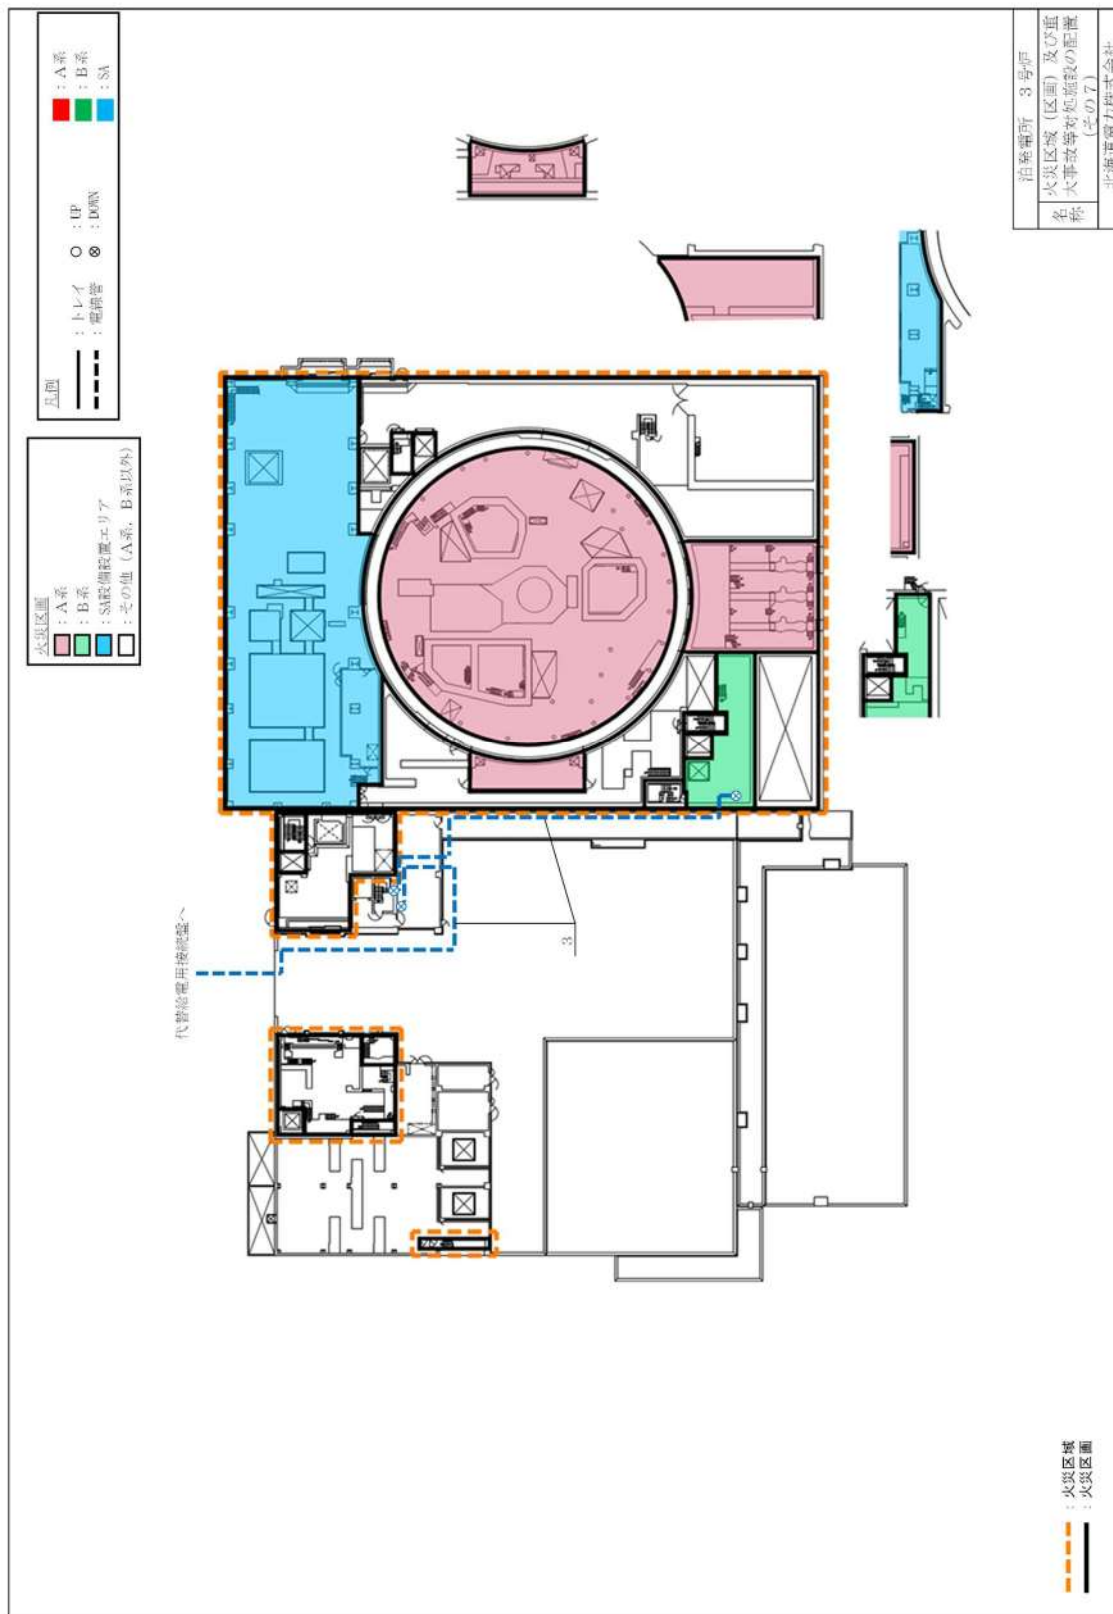 火災区画
：A系
：B系
：SA設備設置エリア
：その他（A系，B系以外）
凡例
：トレイ
：電線管
：UP
：DOWN
：A系
：B系
：SA
代替給電用接続盤へ
3
：火災区域
：火災区画
泊発電所　3号炉
名称
火災区域（区画）及び重
大事故等対処施設の配置
（その7）
北海道電力株式会社